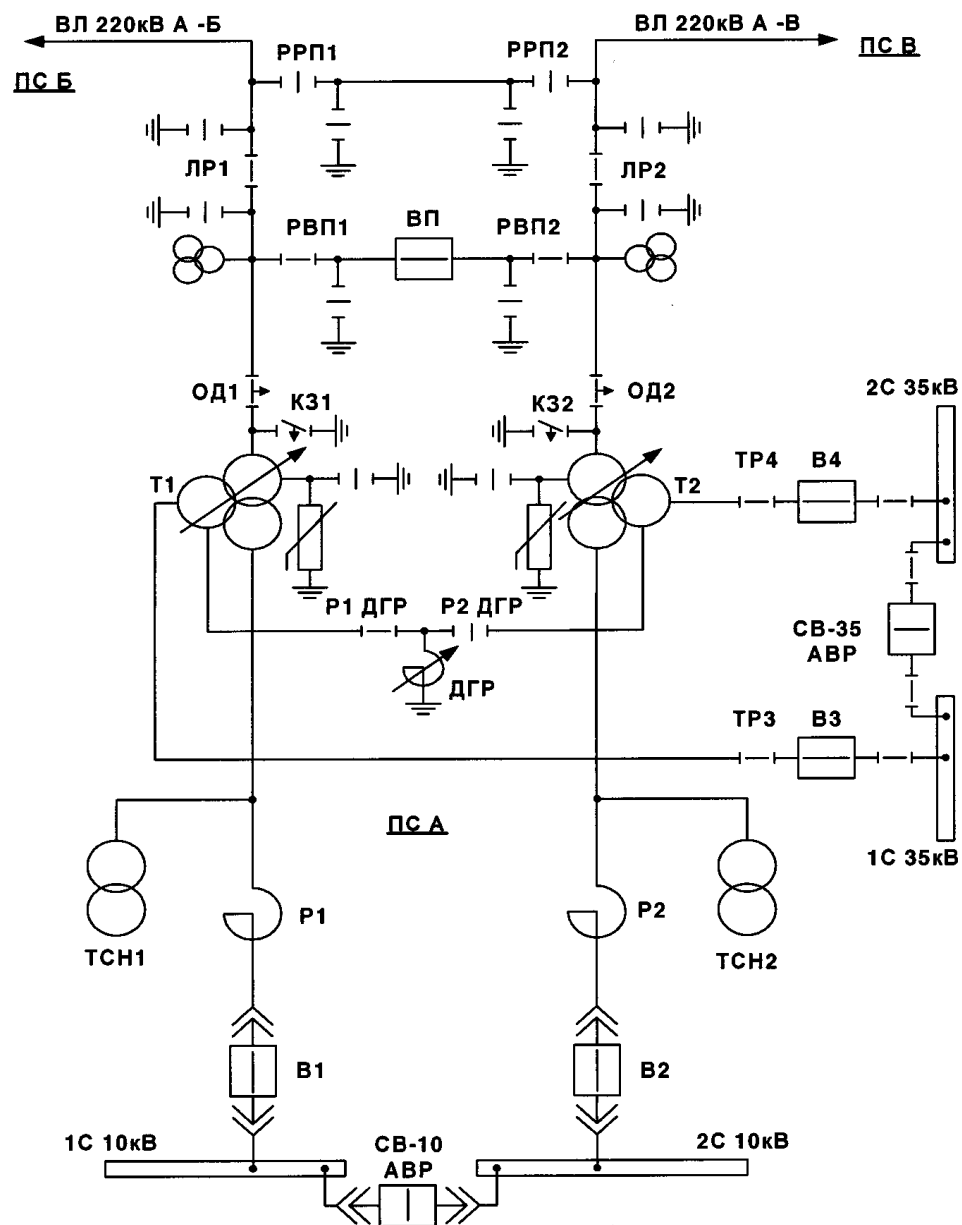 ВЛ 220кВ А -Б
ВЛ 220кВ А -В
ПС Б
РРП1
РРП2
ПС В
ЛР1
ЛР2
РВП1
ВП
РВП2
ОД1
ОД2
КЗ1
КЗ2
2С 35кВ
Т1
Т2
ТР4
В4
Р1 ДГР
Р2 ДГР
СВ-35
АВР
ДГР
ТР3
В3
ПС А
1С 35кВ
Р1
Р2
ТСН1
ТСН2
В1
В2
1С 10кВ
СВ-10
АВР
2С 10кВ